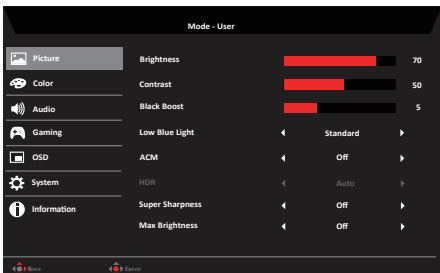 Mode - User
Picture
Brightness 70
Color
Contrast 50
Audio
Black Boost 5
Gaming
Low Blue Light Standard
OSD
ACM Off
System
HDR Auto
Information
Super Sharpness Off
Max Brightness Off
Move Enter